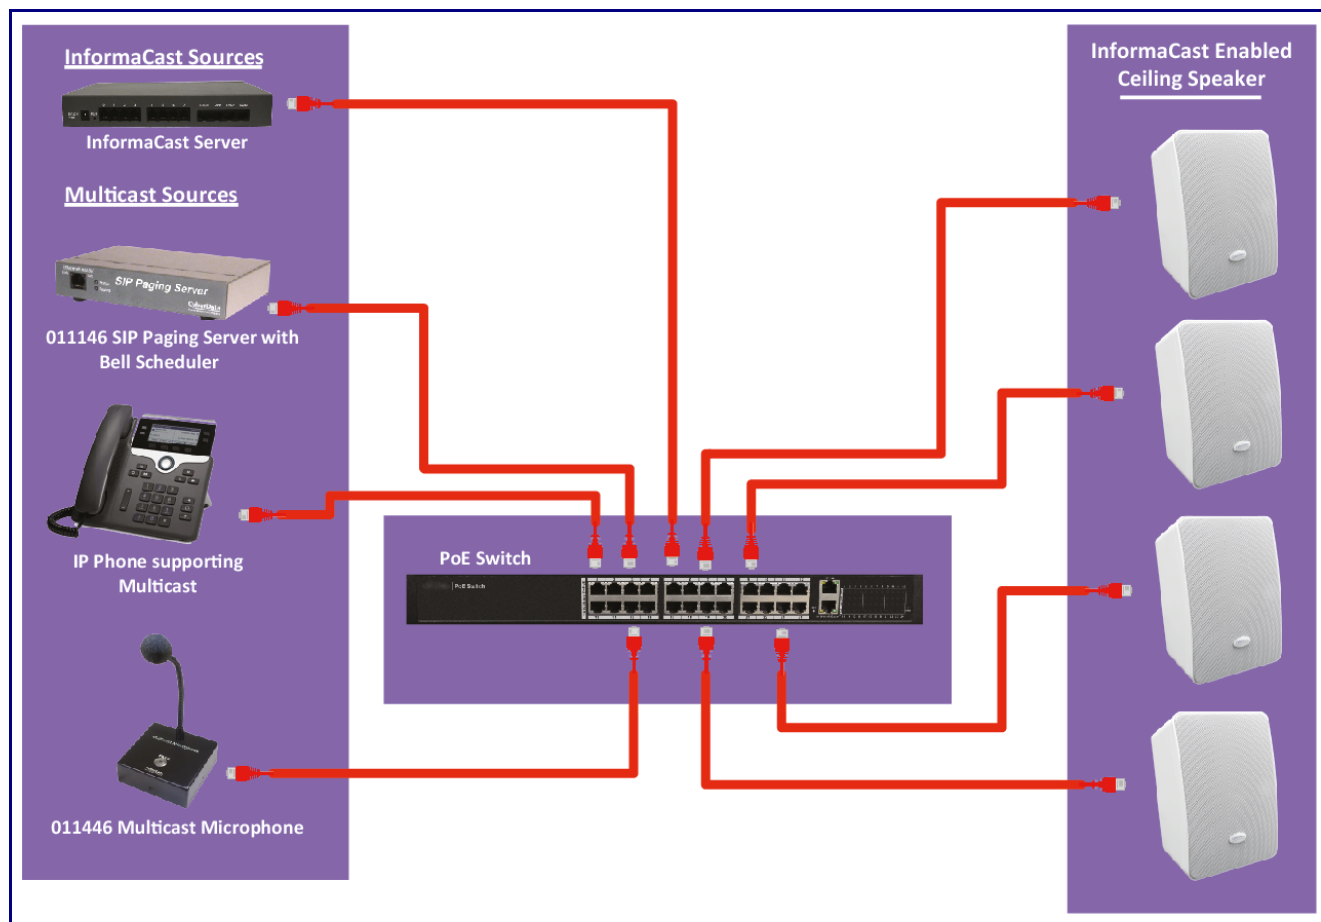 InformaCast Sources
InformaCast Server
Multicast Sources
SIP Paging Server
CyberData
011146 SIP Paging Server with
Bell Scheduler
IP Phone supporting
Multicast
011446 Multicast Microphone
PoE Switch
PoE Switch
InformaCast Enabled
Ceiling Speaker